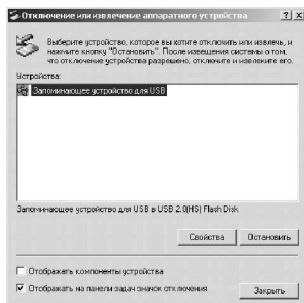 Отключение или извлечение аппаратного устройства
Выберите устройство, которое вы хотите отключить или извлечь, и
нажмите кнопку "Остановить". После извещения системы о том,
что отключение устройства разрешено, отключите и извлеките его.
Устройства:
Запоминающее устройство для USB
Запоминающее устройство для USB в USB 2.0(HS) Flash Disk
Свойства Остановить
Отображать компоненты устройства
Отображать на панели задач значок отключения
Закрыть